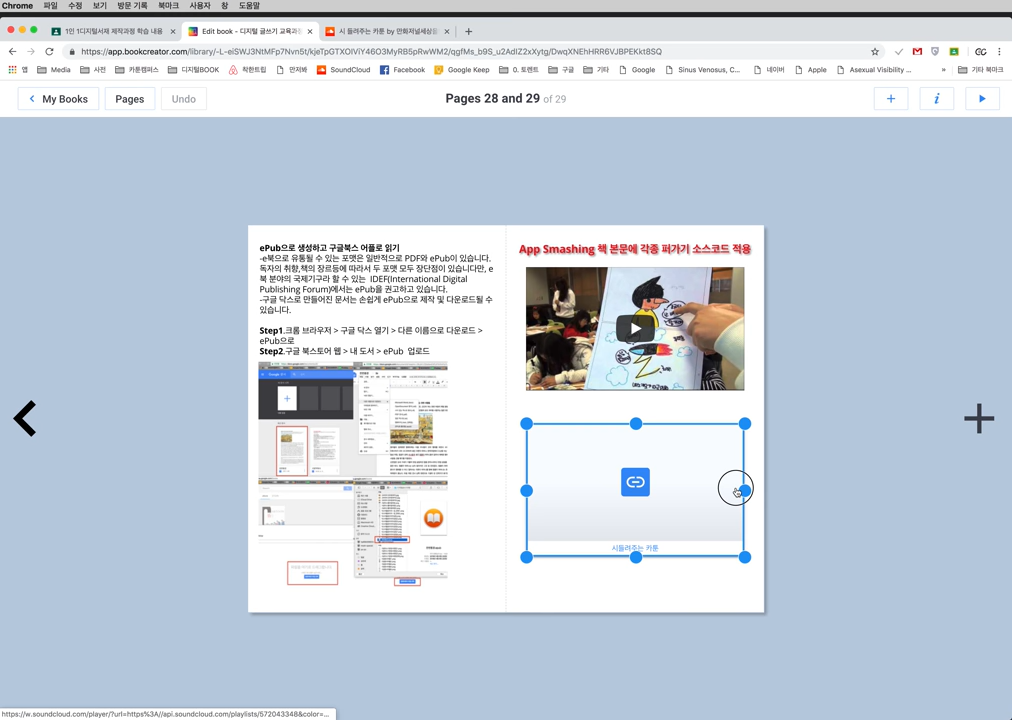 Chrome 파일 수정 보기 방문 기록 북마크 사용자 창 도움말
1인 1디지털서재 제작과정 학습 내용
Edit book - 디지털 글쓰기 교육과정
시 들려주는 카툰 by 만화저널세상을
https://app.bookcreator.com/library/-L-eiSWJ3NtMFp7Nvn5t/kjeTpGTXOIViY46O3MyRB5pRwWM2/qgfMs_b9S_u2AdIZ2xXytg/DwqXNEhHRR6VJBPEKkt8SQ
앱 Media 사전 카툰캠퍼스 디지털BOOK 착한드립 만저봐 SoundCloud Facebook Google Keep 0. 토렌트 구글 기타 Google Sinus Venosus, C... 네이버 Apple Asexual Visibility ... » 기타 북마크
My Books Pages Undo
Pages 28 and 29 of 29
ePub으로 생성하고 구글북스 어플로 읽기
-e북으로 유통될 수 있는 포맷은 일반적으로 PDF와 ePub이 있습니다.
독자의 취향,책의 장르등에 따라서 두 포맷 모두 장단점이 있습니다만, e
북 분야의 국제기구라 할 수 있는 IDEF(International Digital
Publishing Forum)에서는 ePub을 권고하고 있습니다.
-구글 닥스로 만들어진 문서는 손쉽게 ePub으로 제작 및 다운로드될 수
있습니다.
Step1.크롬 브라우저 > 구글 닥스 열기 > 다른 이름으로 다운로드 >
ePub으로
Step2.구글 북스토어 웹 > 내 도서 > ePub 업로드
App Smashing 책 본문에 각종 퍼가기 소스코드 적용
시들려주는 카툰
https://w.soundcloud.com/player/?url=https%3A//api.soundcloud.com/playlists/572043348&color=...